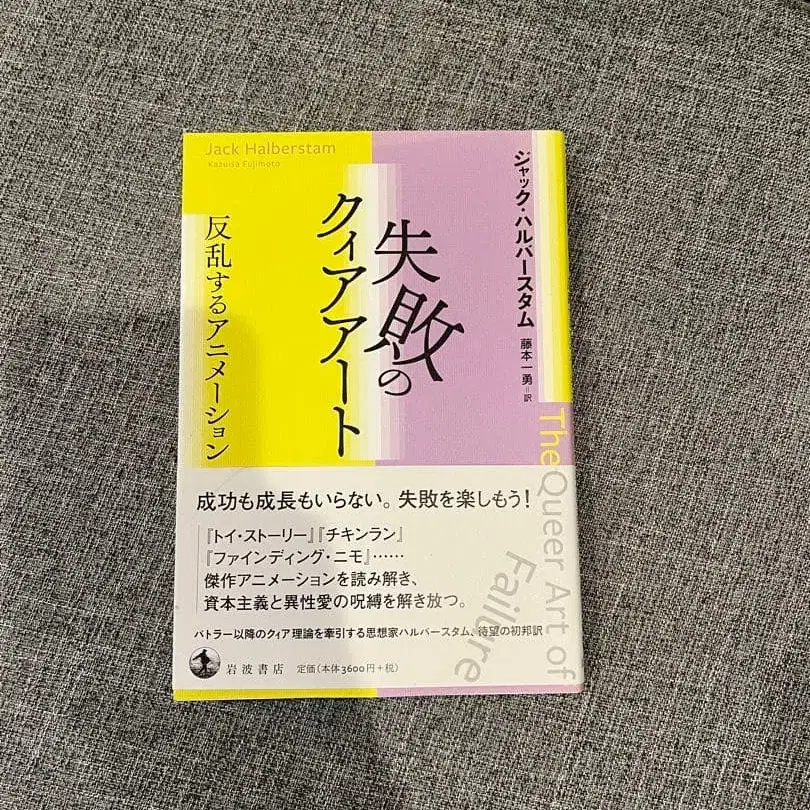 Jack Halberstam
Kazuisa Fujimoto
ジャック・ハルバースタム
藤本一勇=訳
失敗の
クィアアート
反乱するアニメーション
The Queer Art of
Failure
成功も成長もいらない。失敗を楽しもう!
『トイ・ストーリー』『チキンラン』
『ファインディング・ニモ』……
傑作アニメーションを読み解き、
資本主義と異性愛の呪縛を解き放つ。
バトラー以降のクィア理論を牽引する思想家ハルバースタム、待望の初邦訳
岩波書店 定価(本体3600円+税)